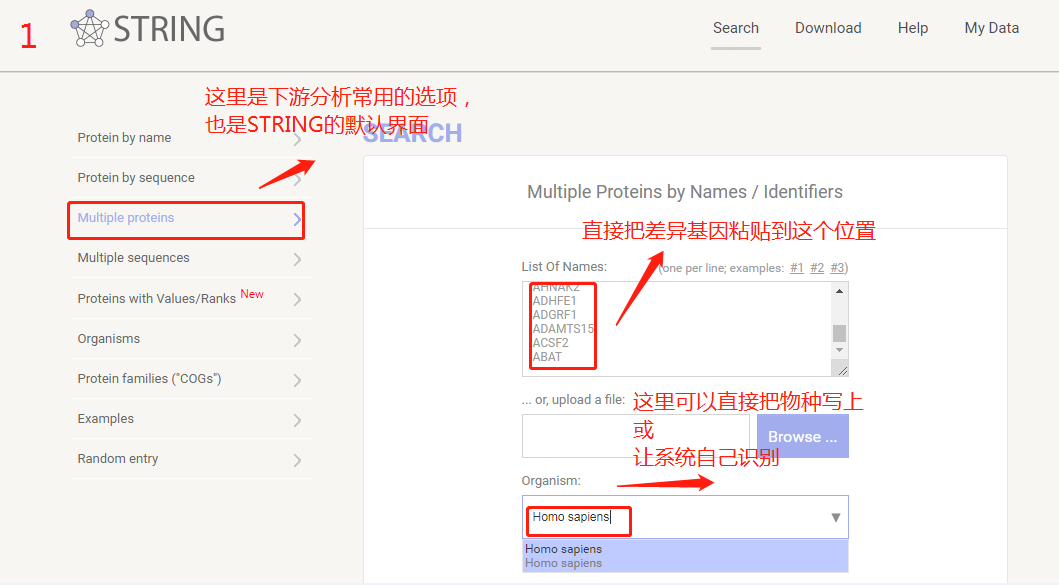 1
STRING
Search
Download
Help
My Data
这里是下游分析常用的选项，
也是STRING的默认界面
SEARCH
Protein by name
Protein by sequence
Multiple proteins
Multiple sequences
Proteins with Values/Ranks New
Organisms
Protein families ("COGs")
Examples
Random entry
Multiple Proteins by Names / Identifiers
直接把差异基因粘贴到这个位置
List Of Names:
(one per line; examples: #1 #2 #3)
AHNAK2
ADHFE1
ADGRF1
ADAMTS15
ACSF2
ABAT
... or, upload a file:
这里可以直接把物种写上
或
让系统自己识别
Browse ...
Organism:
Homo sapiens
Homo sapiens
Homo sapiens